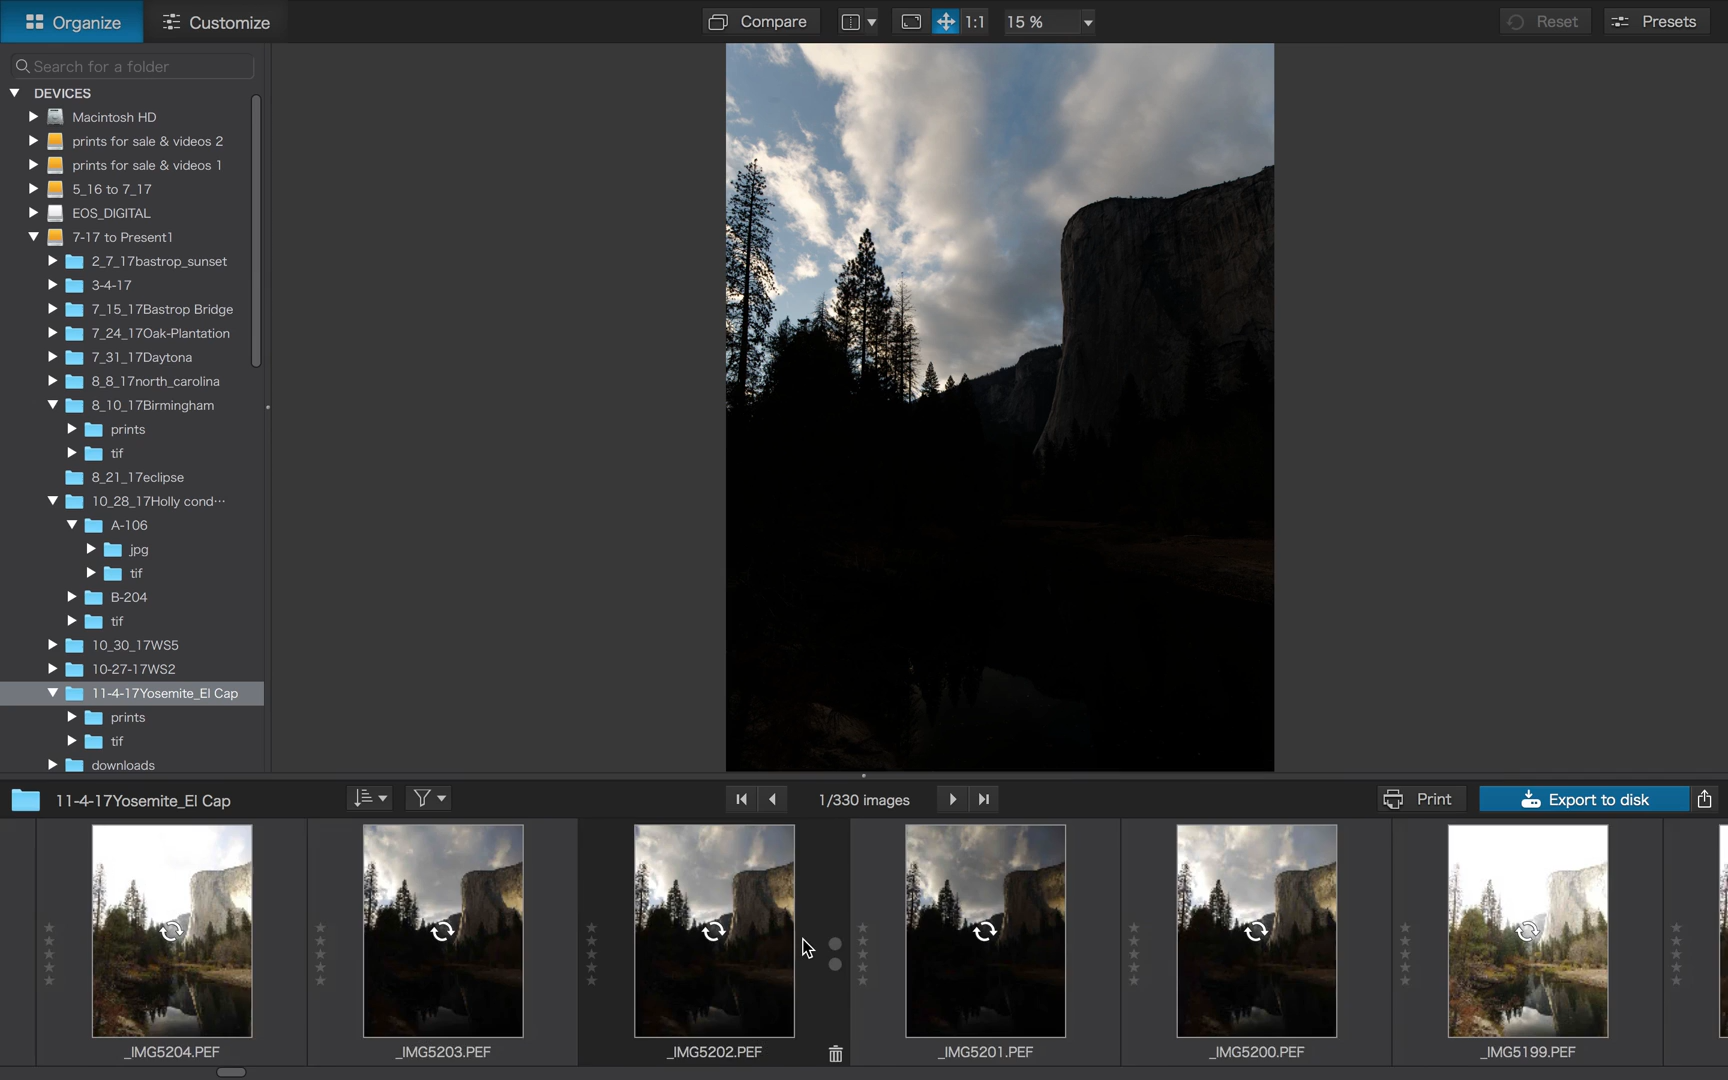 Organize
Customize
Compare
1:1
15 %
Reset
Presets
Search for a folder
DEVICES
Macintosh HD
prints for sale & videos 2
prints for sale & videos 1
5_16 to 7_17
EOS_DIGITAL
7-17 to Present1
2_7_17bastrop_sunset
3-4-17
7_15_17Bastrop Bridge
7_24_17Oak-Plantation
7_31_17Daytona
8_8_17north_carolina
8_10_17Birmingham
prints
tif
8_21_17eclipse
10_28_17Holly cond…
A-106
jpg
tif
B-204
tif
10_30_17WS5
10-27-17WS2
11-4-17Yosemite_El Cap
prints
tif
downloads
11-4-17Yosemite_El Cap
1/330 images
Print
Export to disk
_IMG5204.PEF
_IMG5203.PEF
_IMG5202.PEF
_IMG5201.PEF
_IMG5200.PEF
_IMG5199.PEF